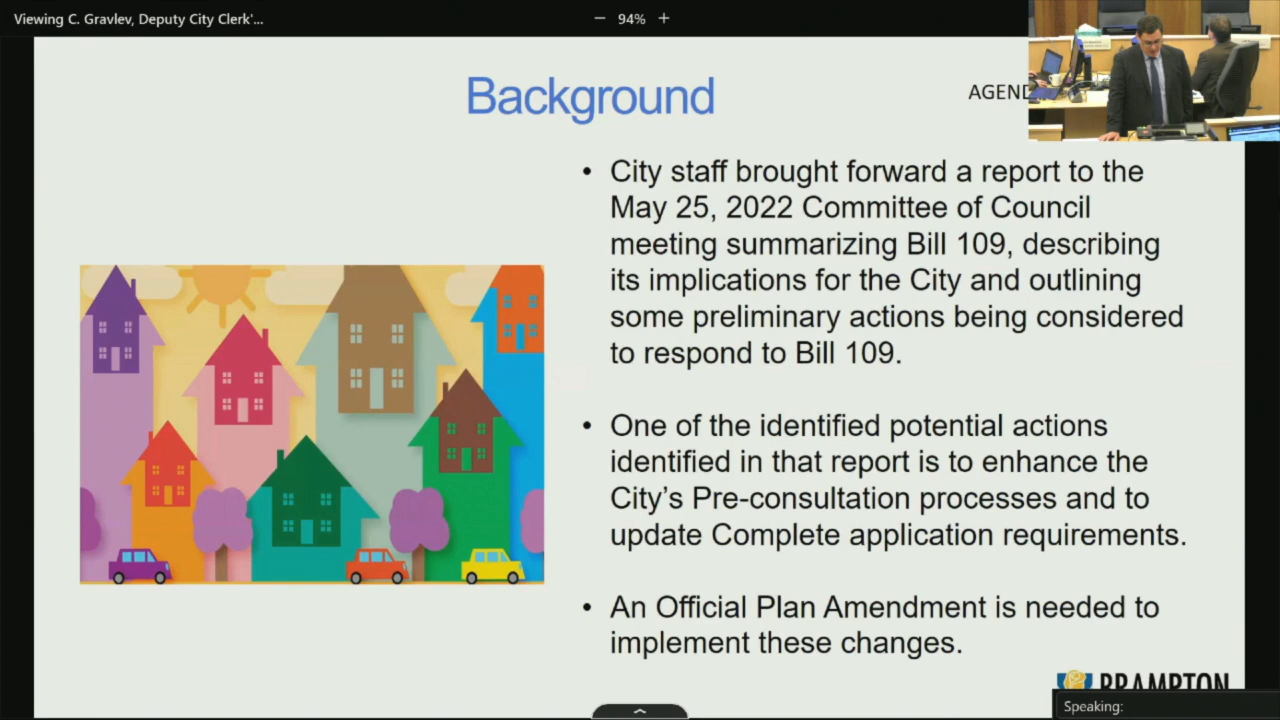 Viewing C. Gravlev, Deputy City Clerk'...
94%
Background
AGEND
• City staff brought forward a report to the
May 25, 2022 Committee of Council
meeting summarizing Bill 109, describing
its implications for the City and outlining
some preliminary actions being considered
to respond to Bill 109.
• One of the identified potential actions
identified in that report is to enhance the
City's Pre-consultation processes and to
update Complete application requirements.
• An Official Plan Amendment is needed to
implement these changes.
BRAMPTON
Speaking: